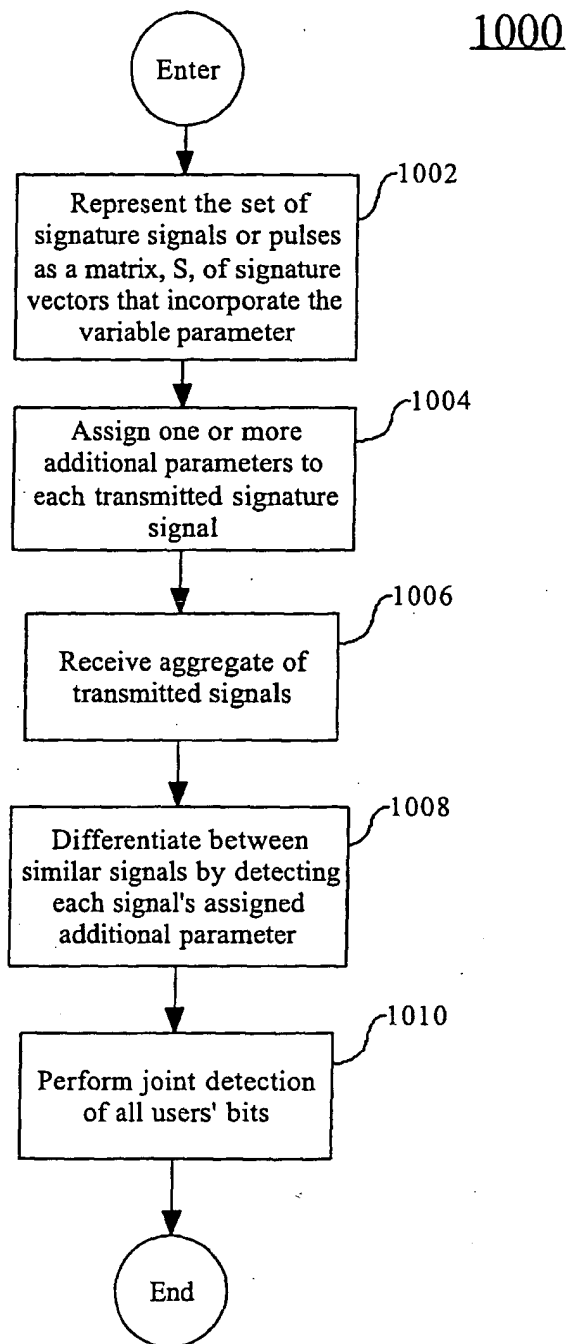 1000
Enter
1002
Represent the set of
signature signals or pulses
as a matrix, S, of signature
vectors that incorporate the
variable parameter
1004
Assign one or more
additional parameters to
each transmitted signature
signal
1006
Receive aggregate of
transmitted signals
1008
Differentiate between
similar signals by detecting
each signal's assigned
additional parameter
1010
Perform joint detection
of all users' bits
End